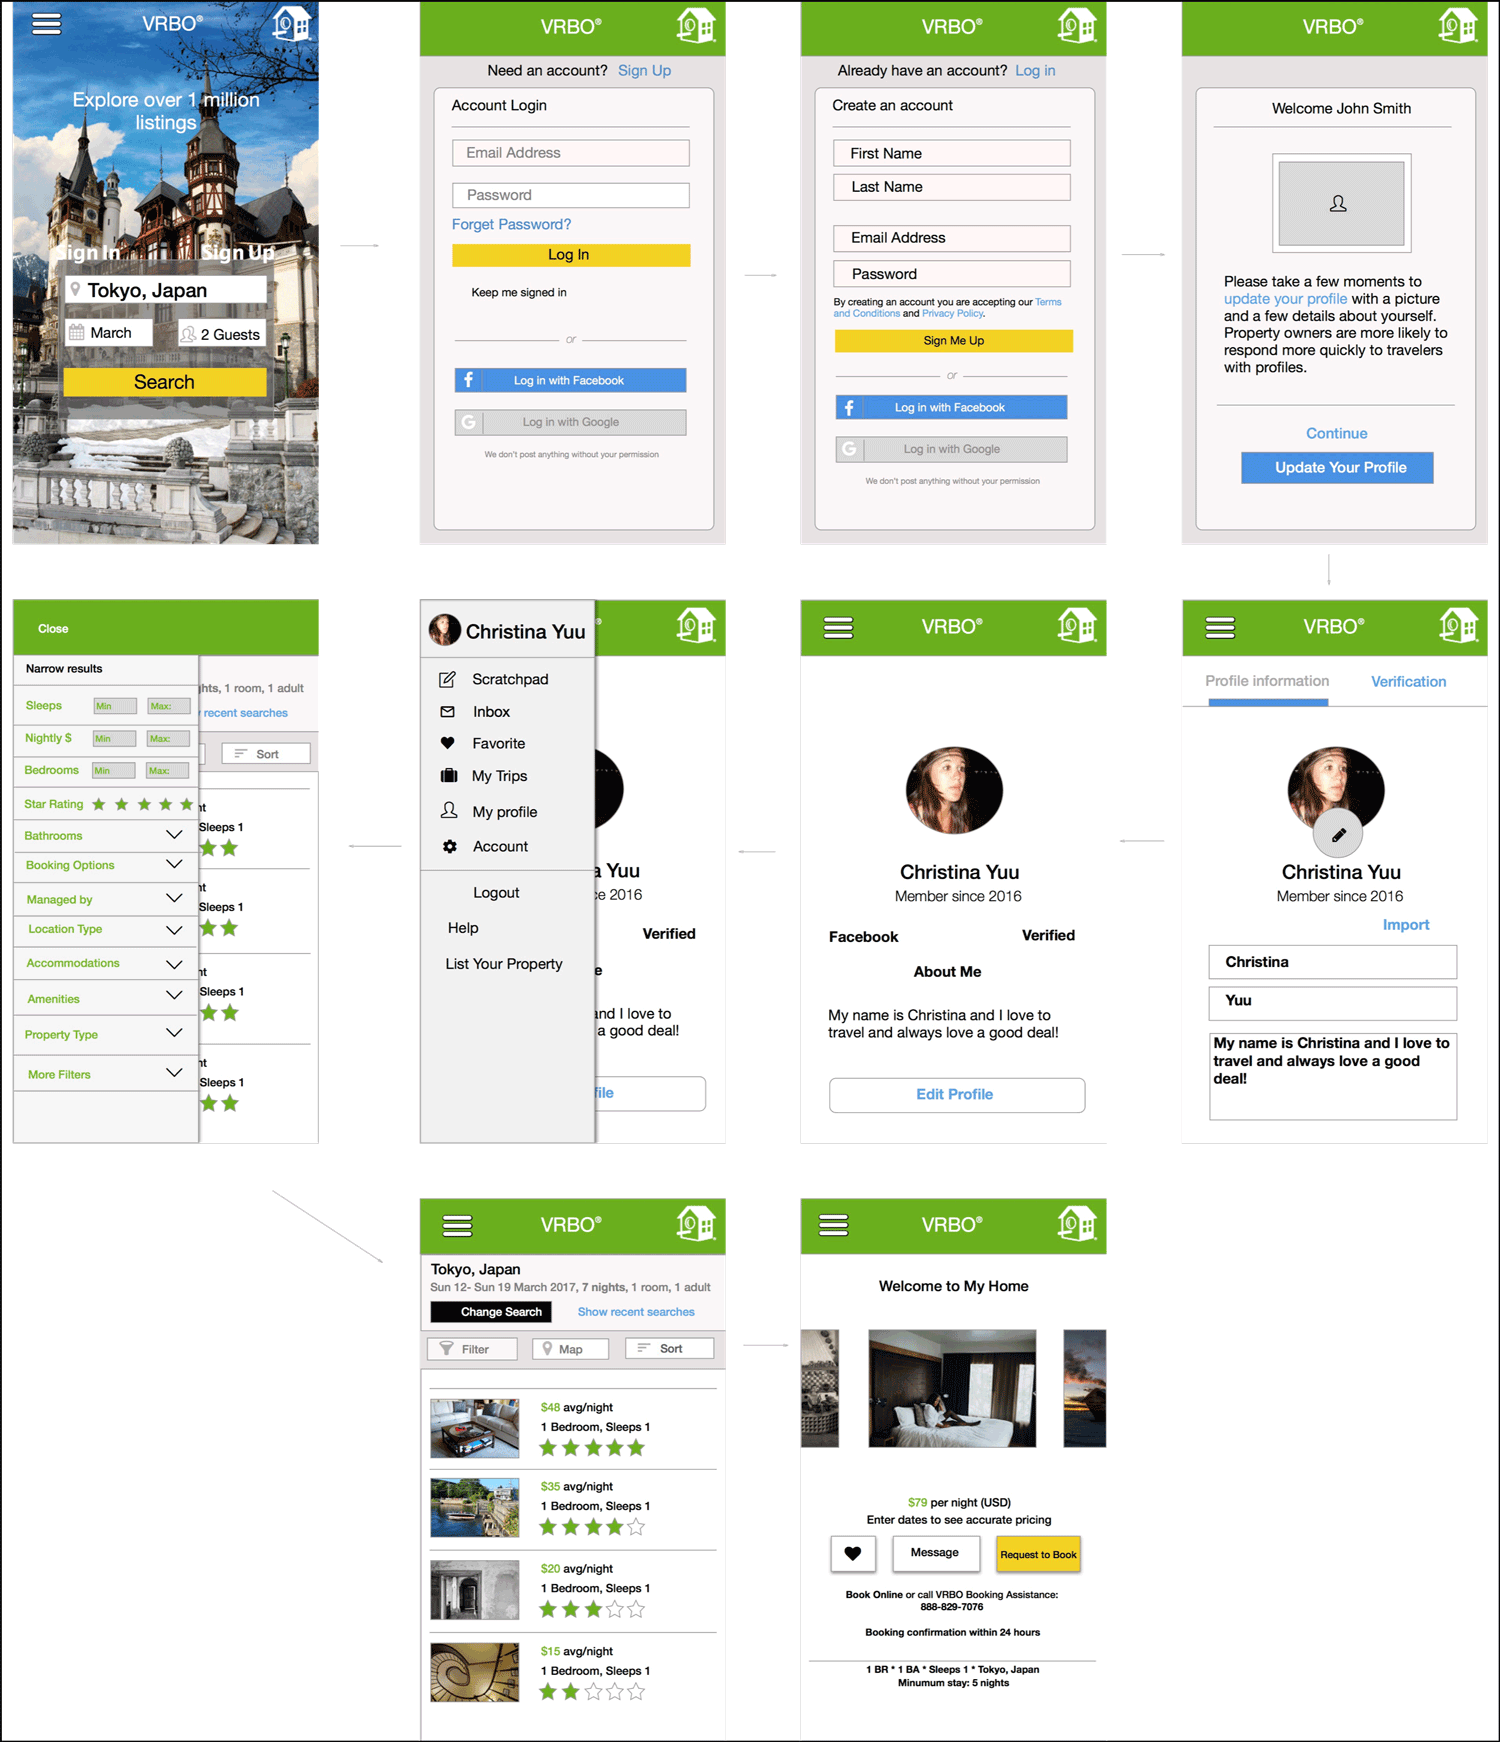 VRBO®
Explore over 1 million
listings
Sign In
Sign Up
Tokyo, Japan
March
2 Guests
Search
VRBO®
Need an account? Sign Up
Account Login
Email Address
Password
Forget Password?
Log In
Keep me signed in
or
Log in with Facebook
Log in with Google
We don't post anything without your permission
VRBO®
Already have an account? Log in
Create an account
First Name
Last Name
Email Address
Password
By creating an account you are accepting our Terms
and Conditions and Privacy Policy.
Sign Me Up
or
Log in with Facebook
Log in with Google
We don't post anything without your permission
VRBO®
Welcome John Smith
Please take a few moments to
update your profile with a picture
and a few details about yourself.
Property owners are more likely to
respond more quickly to travelers
with profiles.
Continue
Update Your Profile
Close
Narrow results
Sleeps Min Max:
Nightly $ Min Max:
Bedrooms Min Max:
Star Rating
Bathrooms
Booking Options
Managed by
Location Type
Accommodations
Amenities
Property Type
More Filters
hts, 1 room, 1 adult
recent searches
Sort
nt
Sleeps 1
nt
Sleeps 1
nt
Sleeps 1
nt
Sleeps 1
Christina Yuu
Scratchpad
Inbox
Favorite
My Trips
My profile
Account
Logout
Help
List Your Property
®
a Yuu
ce 2016
Verified
e
and I love to
a good deal!
file
VRBO®
Christina Yuu
Member since 2016
Facebook
Verified
About Me
My name is Christina and I love to
travel and always love a good deal!
Edit Profile
VRBO®
Profile information
Verification
Christina Yuu
Member since 2016
Import
Christina
Yuu
My name is Christina and I love to
travel and always love a good
deal!
VRBO®
Tokyo, Japan
Sun 12- Sun 19 March 2017, 7 nights, 1 room, 1 adult
Change Search
Show recent searches
Filter
Map
Sort
$48 avg/night
1 Bedroom, Sleeps 1
$35 avg/night
1 Bedroom, Sleeps 1
$20 avg/night
1 Bedroom, Sleeps 1
$15 avg/night
1 Bedroom, Sleeps 1
VRBO®
Welcome to My Home
$79 per night (USD)
Enter dates to see accurate pricing
Message
Request to Book
Book Online or call VRBO Booking Assistance:
888-829-7076
Booking confirmation within 24 hours
1 BR * 1 BA * Sleeps 1 * Tokyo, Japan
Minumum stay: 5 nights